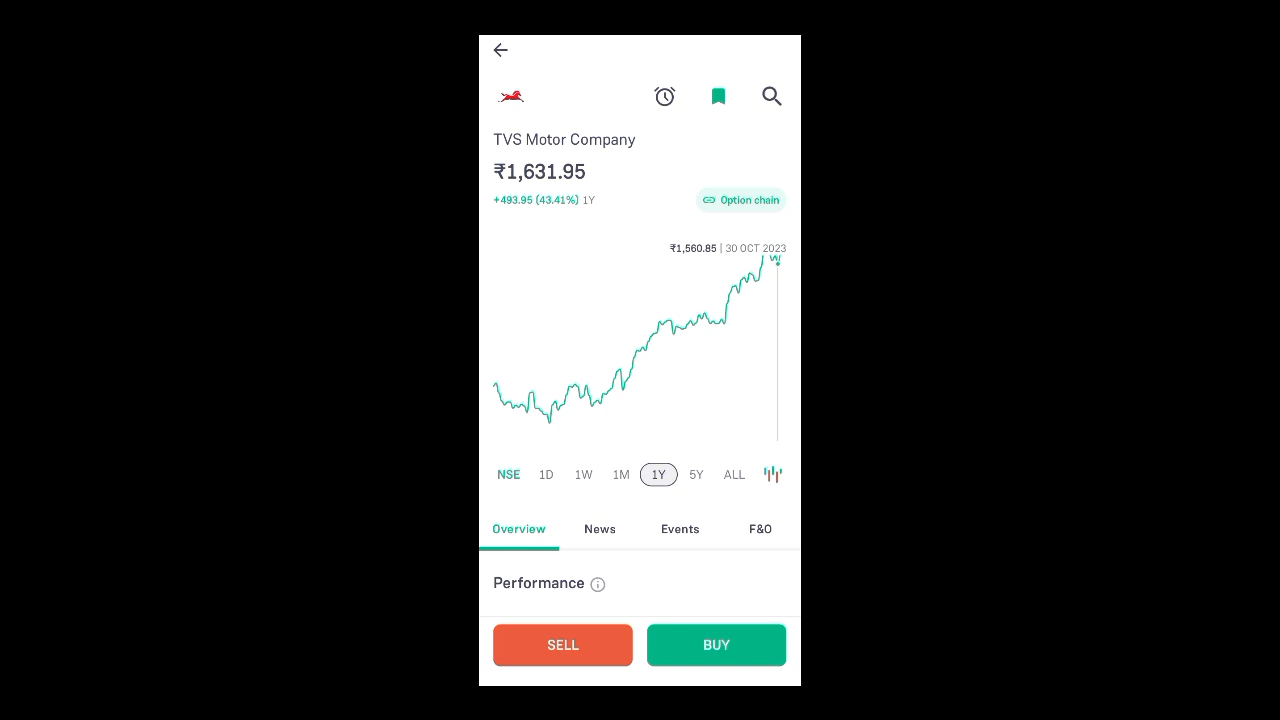 TVS Motor Company
₹1,631.95
+493.95 (43.41%) 1Y
Option chain
₹1,560.85 | 30 OCT 2023
NSE 1D 1W 1M 1Y 5Y ALL
Overview News Events F&O
Performance
SELL BUY